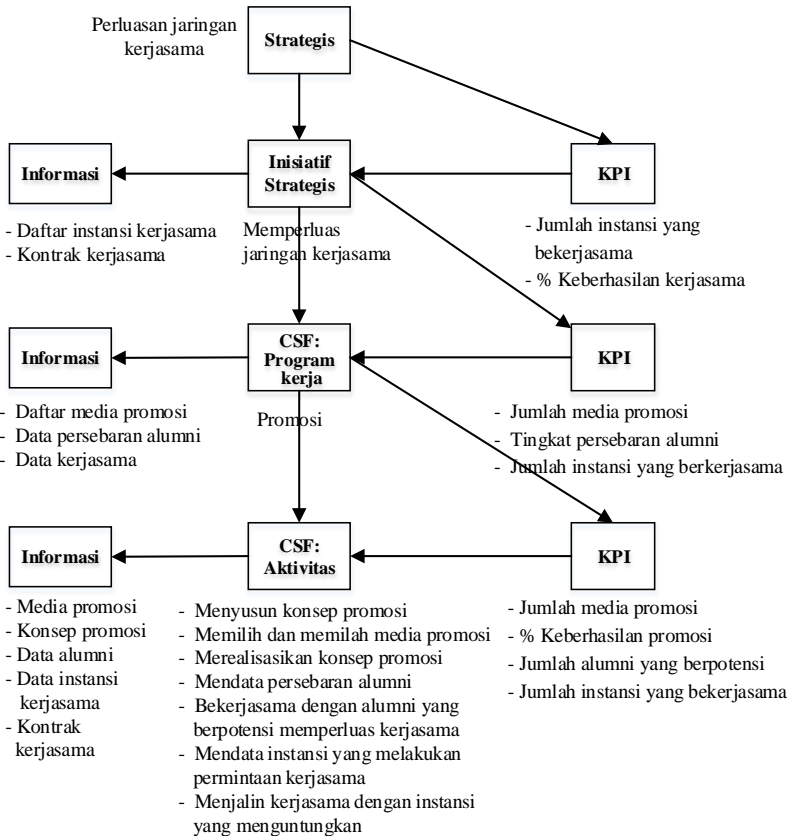 Perluasan jaringan
kerjasama
Strategis
Informasi
Inisiatif
Strategis
KPI
- Daftar instansi kerjasama
- Kontrak kerjasama
Memperluas
jaringan kerjasama
- Jumlah instansi yang
bekerjasama
- % Keberhasilan kerjasama
Informasi
CSF:
Program
kerja
KPI
- Daftar media promosi
- Data persebaran alumni
- Data kerjasama
Promosi
- Jumlah media promosi
- Tingkat persebaran alumni
- Jumlah instansi yang berkerjasama
Informasi
CSF:
Aktivitas
KPI
- Media promosi
- Konsep promosi
- Data alumni
- Data instansi
kerjasama
- Kontrak
kerjasama
- Menyusun konsep promosi
- Memilih dan memilah media promosi
- Merealisasikan konsep promosi
- Mendata persebaran alumni
- Bekerjasama dengan alumni yang
berpotensi memperluas kerjasama
- Mendata instansi yang melakukan
permintaan kerjasama
- Menjalin kerjasama dengan instansi
yang menguntungkan
- Jumlah media promosi
- % Keberhasilan promosi
- Jumlah alumni yang berpotensi
- Jumlah instansi yang bekerjasama